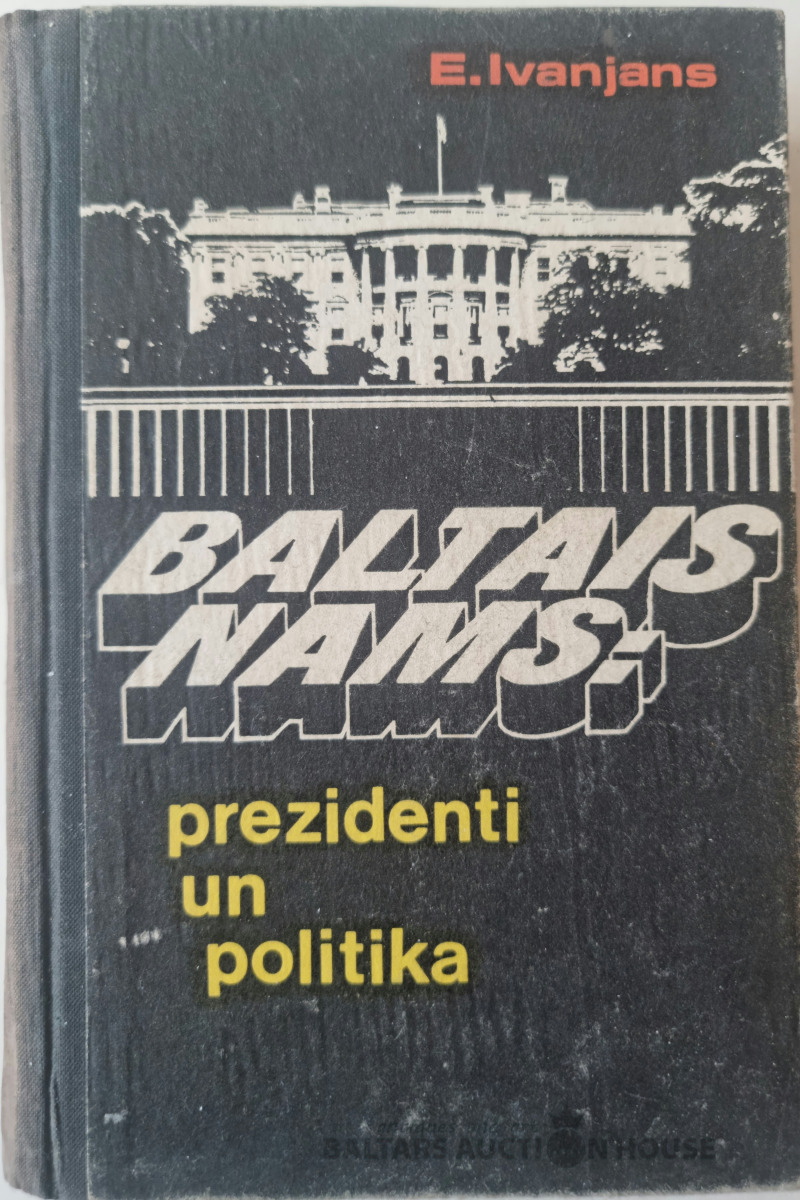 E. Ivanjans
BALTAIS
NAMS:
prezidenti
un
politika
BALTARS AUCTION HOUSE